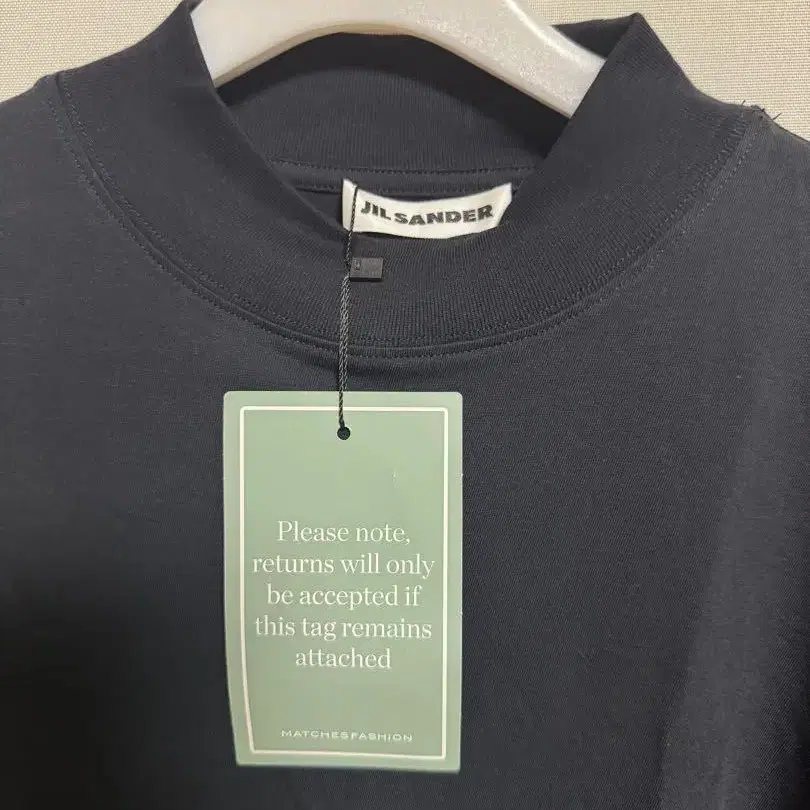 JIL SANDER
Please note,
returns will only
be accepted if
this tag remains
attached
MATCHESFASHION